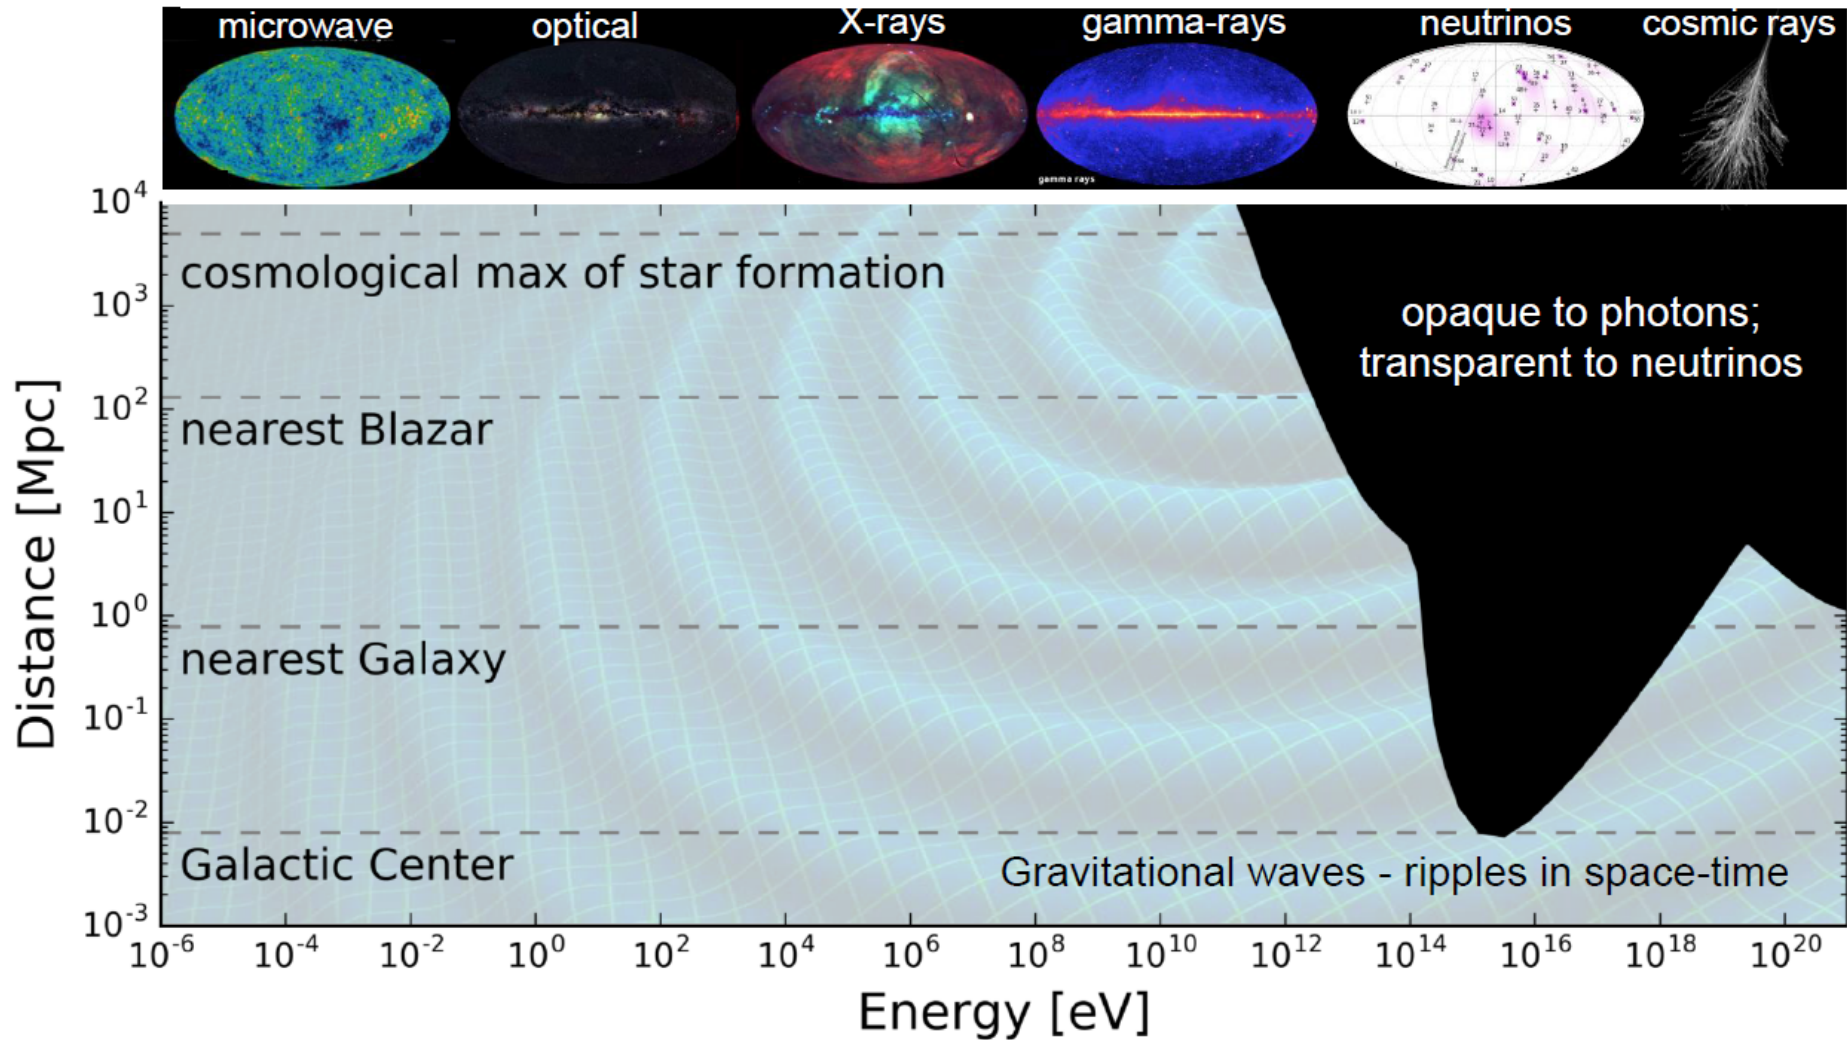 microwave optical X-rays gamma-rays neutrinos cosmic rays
gamma rays
10^4
cosmological max of star formation
10^3
opaque to photons;
transparent to neutrinos
10^2
nearest Blazar
10^1
10^0
nearest Galaxy
10^-1
10^-2
Galactic Center
Gravitational waves - ripples in space-time
10^-3
Distance [Mpc]
10^-6 10^-4 10^-2 10^0 10^2 10^4 10^6 10^8 10^10 10^12 10^14 10^16 10^18 10^20
Energy [eV]